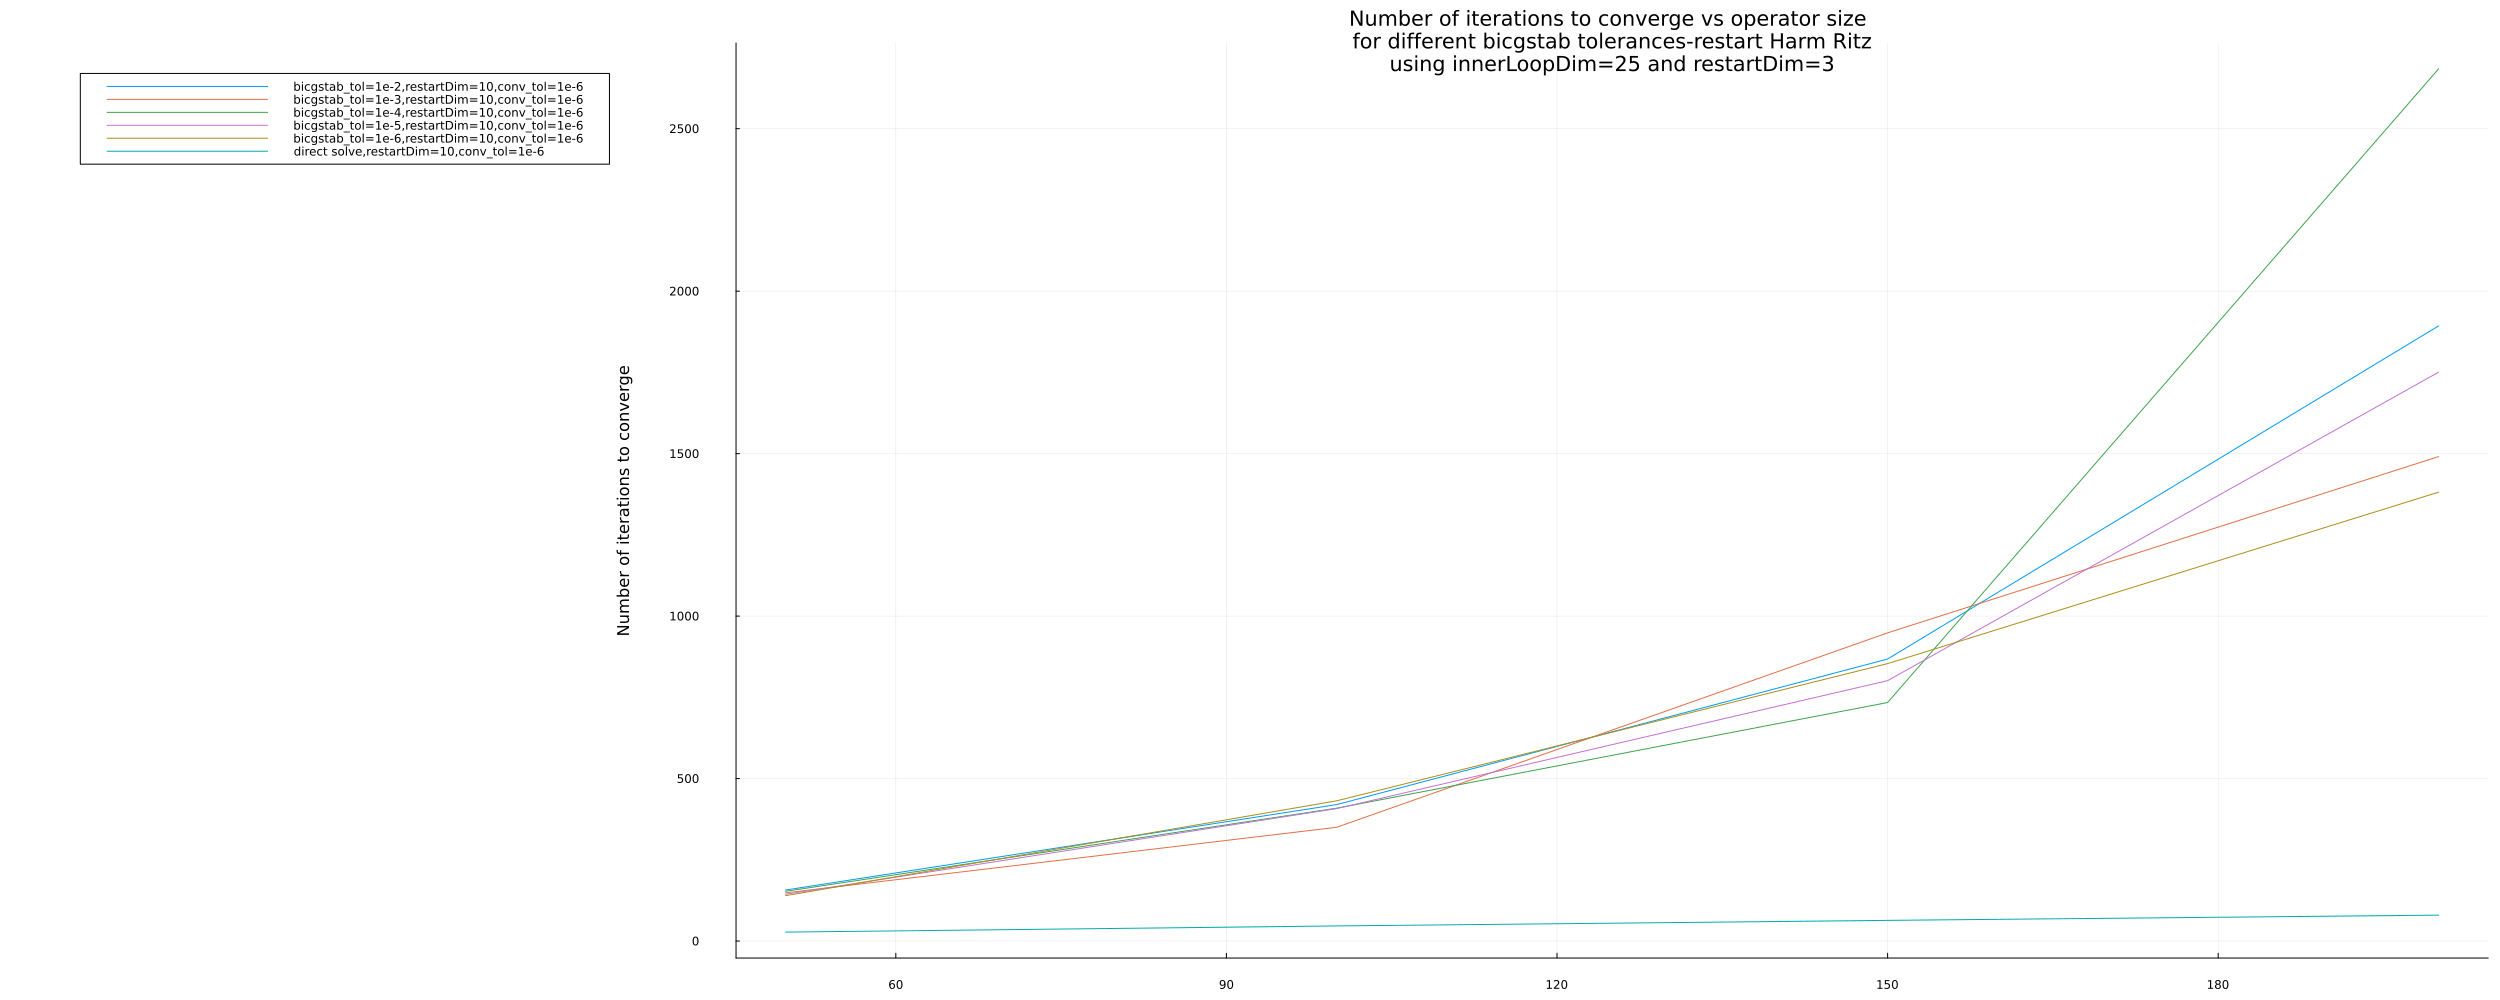 Number of iterations to converge vs operator size
for different bicgstab tolerances-restart Harm Ritz
using innerLoopDim=25 and restartDim=3
bicgstab_tol=1e-2,restartDim=10,conv_tol=1e-6
bicgstab_tol=1e-3,restartDim=10,conv_tol=1e-6
bicgstab_tol=1e-4,restartDim=10,conv_tol=1e-6
bicgstab_tol=1e-5,restartDim=10,conv_tol=1e-6
bicgstab_tol=1e-6,restartDim=10,conv_tol=1e-6
direct solve,restartDim=10,conv_tol=1e-6
Number of iterations to converge
2500
2000
1500
1000
500
0
60 90 120 150 180